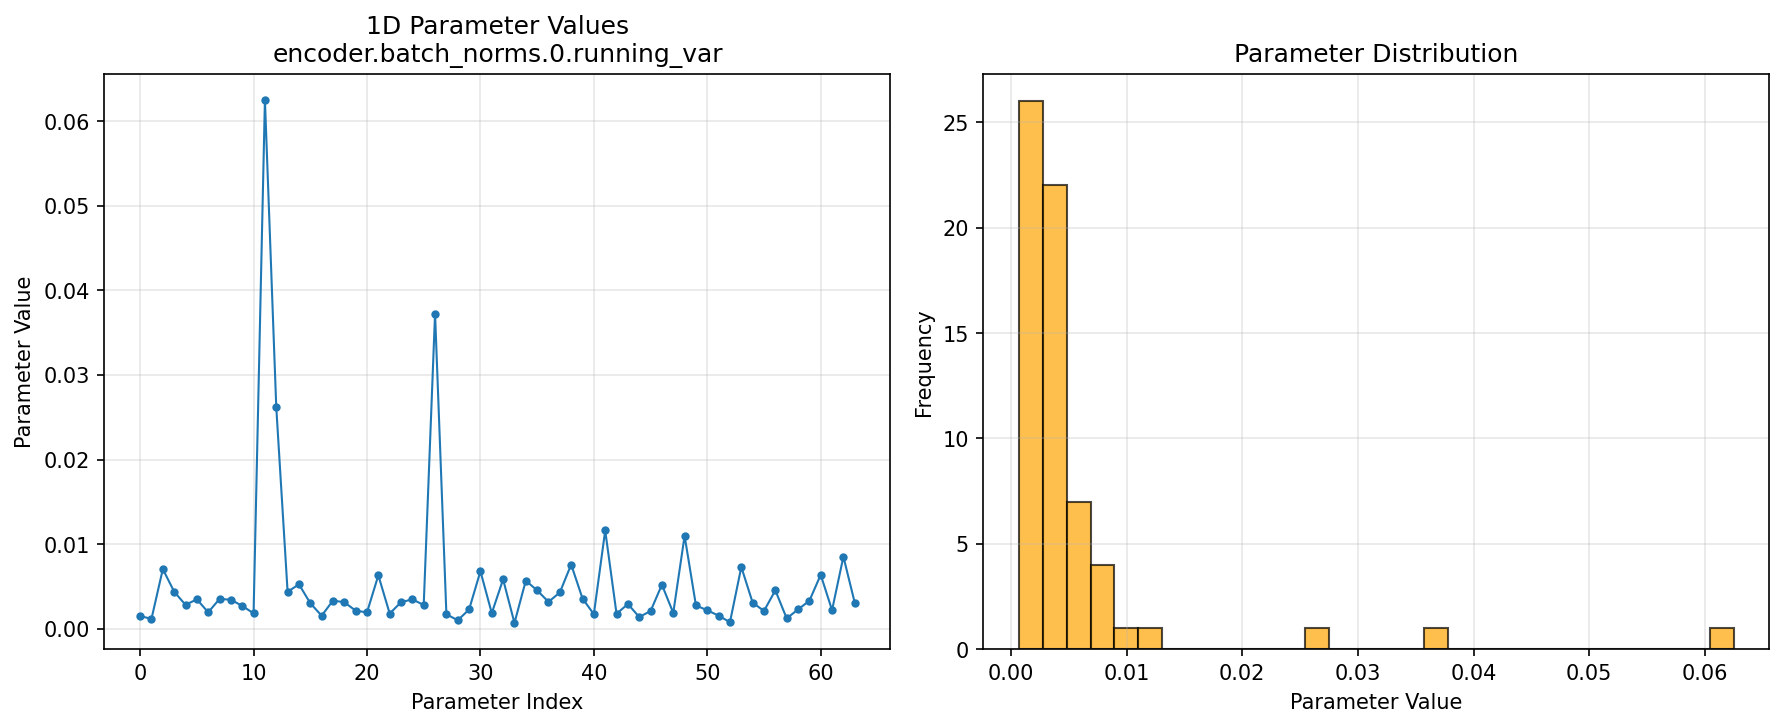 1D Parameter Values
encoder.batch_norms.0.running_var
Parameter Value
0.06
0.05
0.04
0.03
0.02
0.01
0.00
0 10 20 30 40 50 60
Parameter Index
Parameter Distribution
Frequency
25
20
15
10
5
0
0.00 0.01 0.02 0.03 0.04 0.05 0.06
Parameter Value